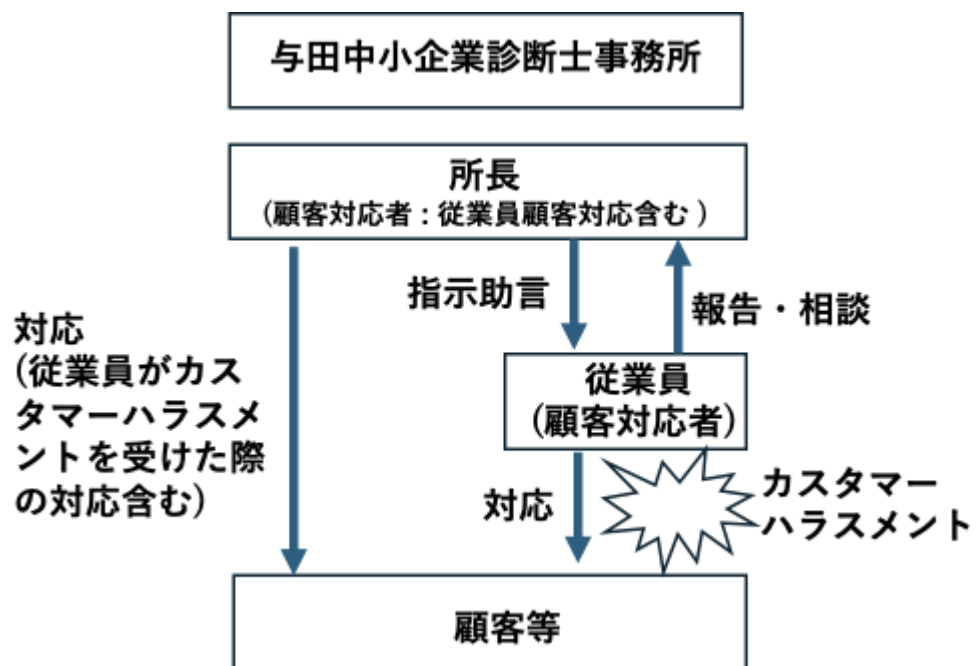 与田中小企業診断士事務所
所長
(顧客対応者：従業員顧客対応含む )
指示助言
報告・相談
対応
(従業員がカス
タマーハラスメ
ントを受けた際
の対応含む)
従業員
(顧客対応者)
対応
カスタマー
ハラスメント
顧客等